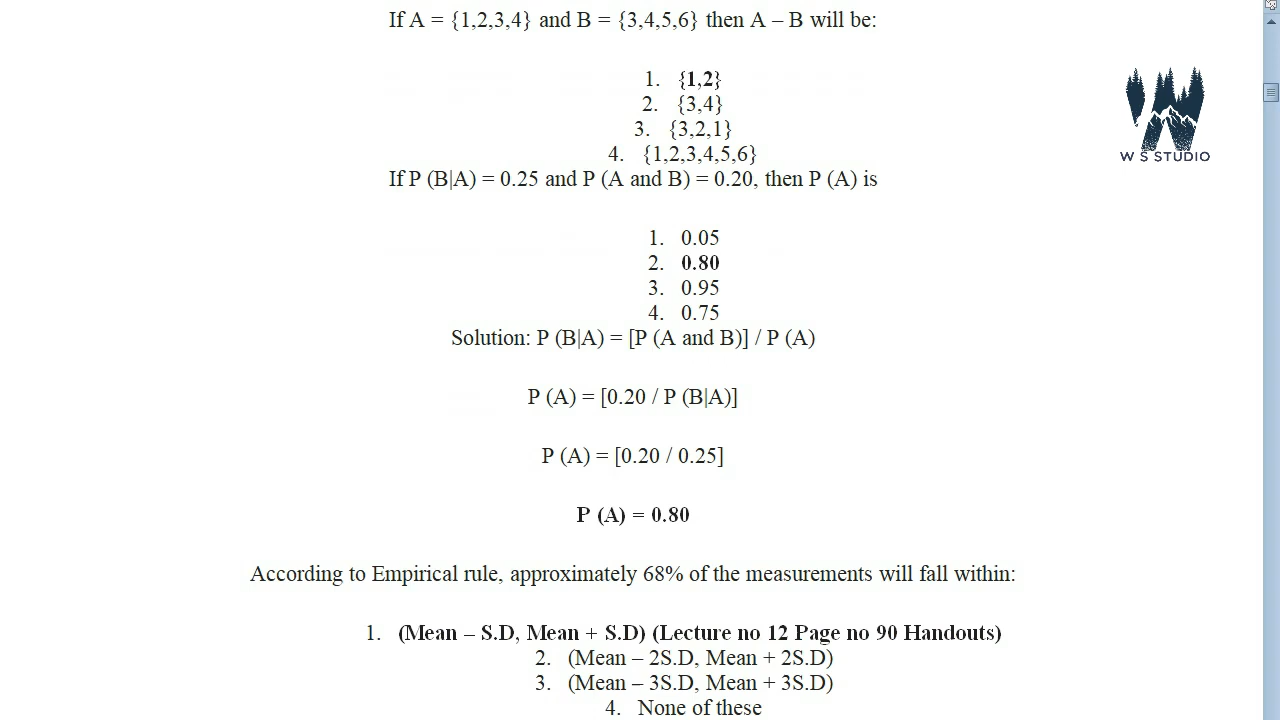 If A = {1,2,3,4} and B = {3,4,5,6} then A – B will be:
1. {1,2}
2. {3,4}
3. {3,2,1}
4. {1,2,3,4,5,6}
W S STUDIO
If P (B|A) = 0.25 and P (A and B) = 0.20, then P (A) is
1. 0.05
2. 0.80
3. 0.95
4. 0.75
Solution: P (B|A) = [P (A and B)] / P (A)
P (A) = [0.20 / P (B|A)]
P (A) = [0.20 / 0.25]
P (A) = 0.80
According to Empirical rule, approximately 68% of the measurements will fall within:
1. (Mean – S.D, Mean + S.D) (Lecture no 12 Page no 90 Handouts)
2. (Mean – 2S.D, Mean + 2S.D)
3. (Mean – 3S.D, Mean + 3S.D)
4. None of these